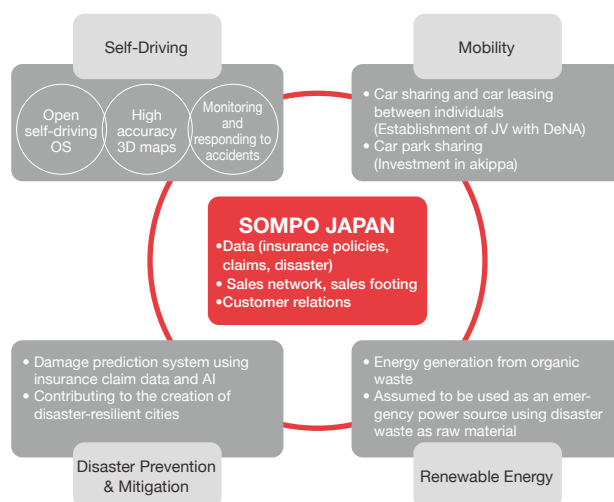 Self-Driving
Open
self-driving
OS
High
accuracy
3D maps
Monitoring
and
responding to
accidents
Mobility
• Car sharing and car leasing
between individuals
(Establishment of JV with DeNA)
• Car park sharing
(Investment in akippa)
SOMPO JAPAN
•Data (insurance policies,
claims, disaster)
• Sales network, sales footing
•Customer relations
• Damage prediction system using
insurance claim data and AI
• Contributing to the creation of
disaster-resilient cities
Disaster Prevention
& Mitigation
• Energy generation from organic
waste
• Assumed to be used as an emer-
gency power source using disaster
waste as raw material
Renewable Energy